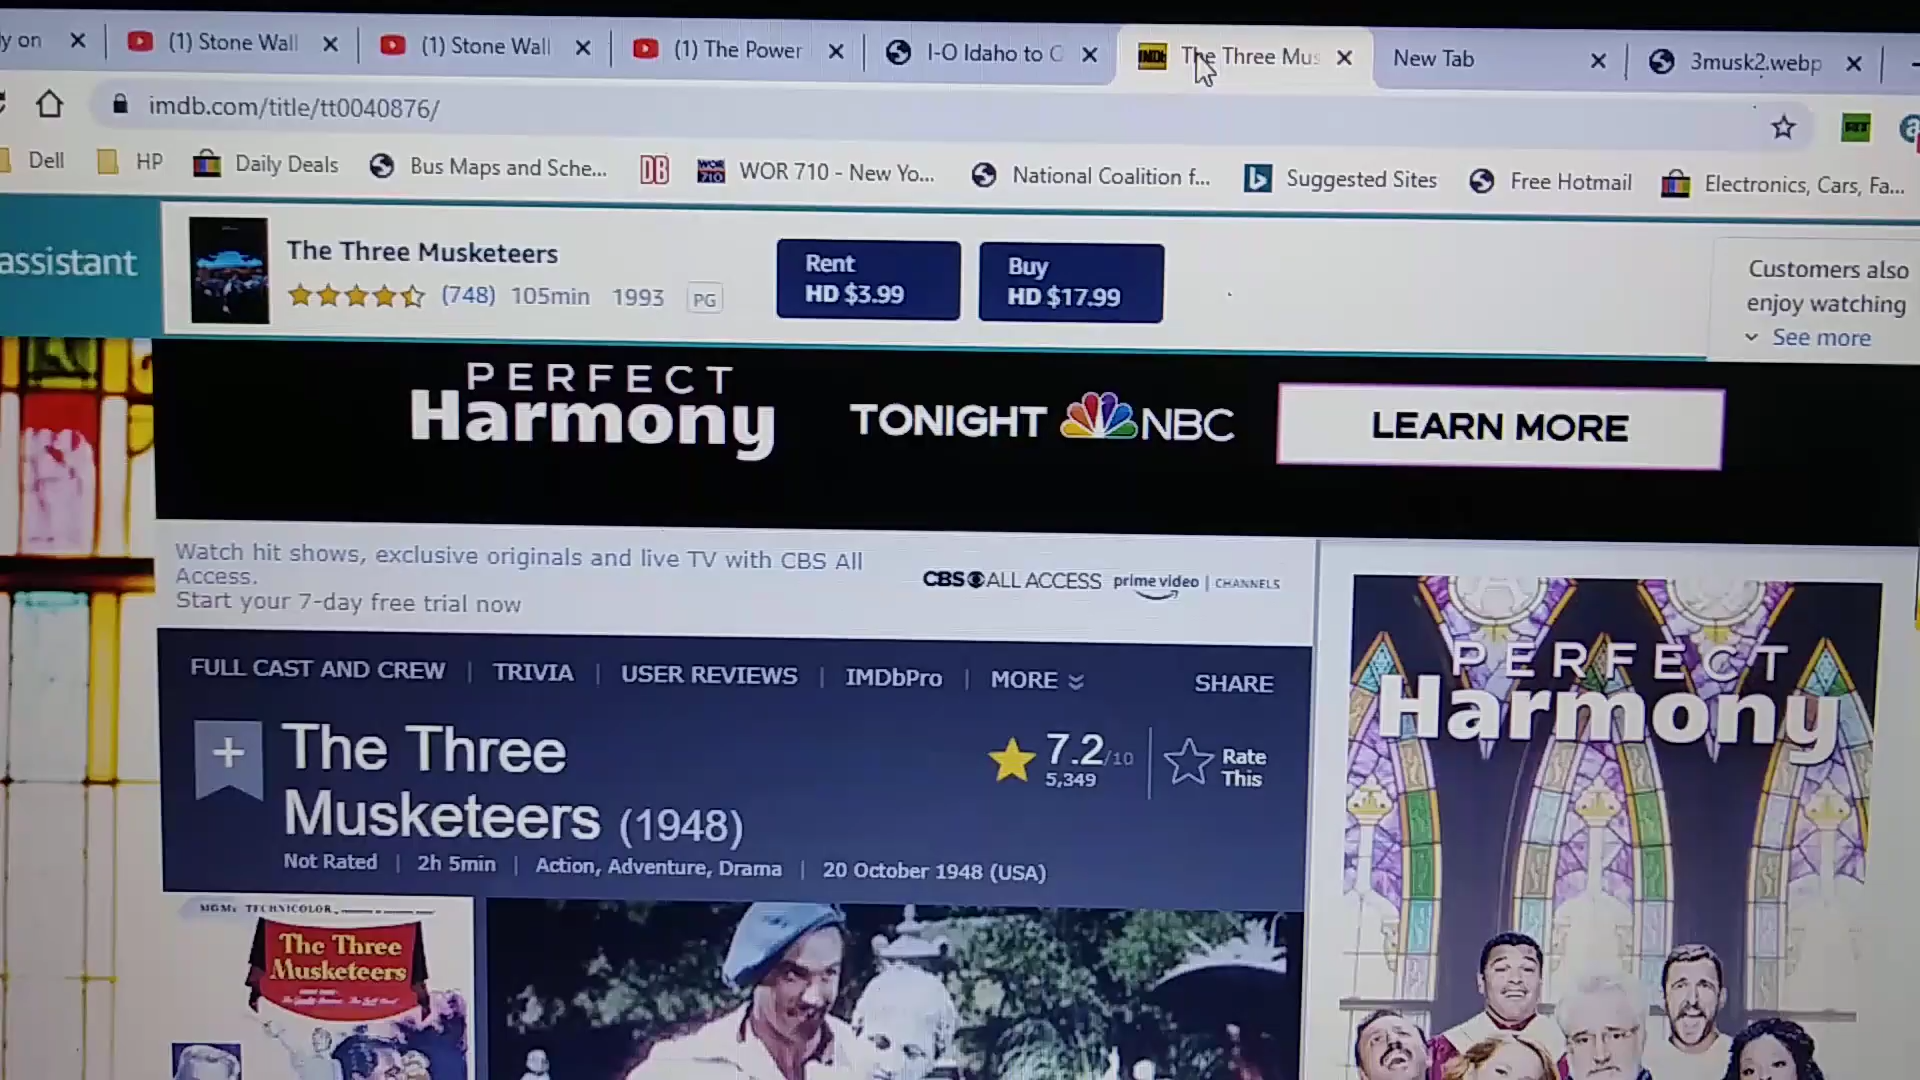 y on
(1) Stone Wall
(1) Stone Wall
(1) The Power
I-O Idaho to C
The Three Mus
New Tab
3musk2.webp
imdb.com/title/tt0040876/
Dell
HP
Daily Deals
Bus Maps and Sche...
DB
WOR 710
WOR 710 - New Yo...
National Coalition f...
Suggested Sites
Free Hotmail
Electronics, Cars, Fa...
assistant
The Three Musketeers
(748) 105min 1993 PG
Rent
HD $3.99
Buy
HD $17.99
Customers also
enjoy watching
See more
PERFECT
Harmony
TONIGHT NBC
LEARN MORE
Watch hit shows, exclusive originals and live TV with CBS All
Access.
Start your 7-day free trial now
CBS ALL ACCESS prime video | CHANNELS
FULL CAST AND CREW | TRIVIA | USER REVIEWS | IMDbPro | MORE
SHARE
The Three
Musketeers (1948)
7.2/10
5,349
Rate
This
Not Rated | 2h 5min | Action, Adventure, Drama | 20 October 1948 (USA)
PERFECT
Harmony
TECHNICOLOR
The Three
Musketeers